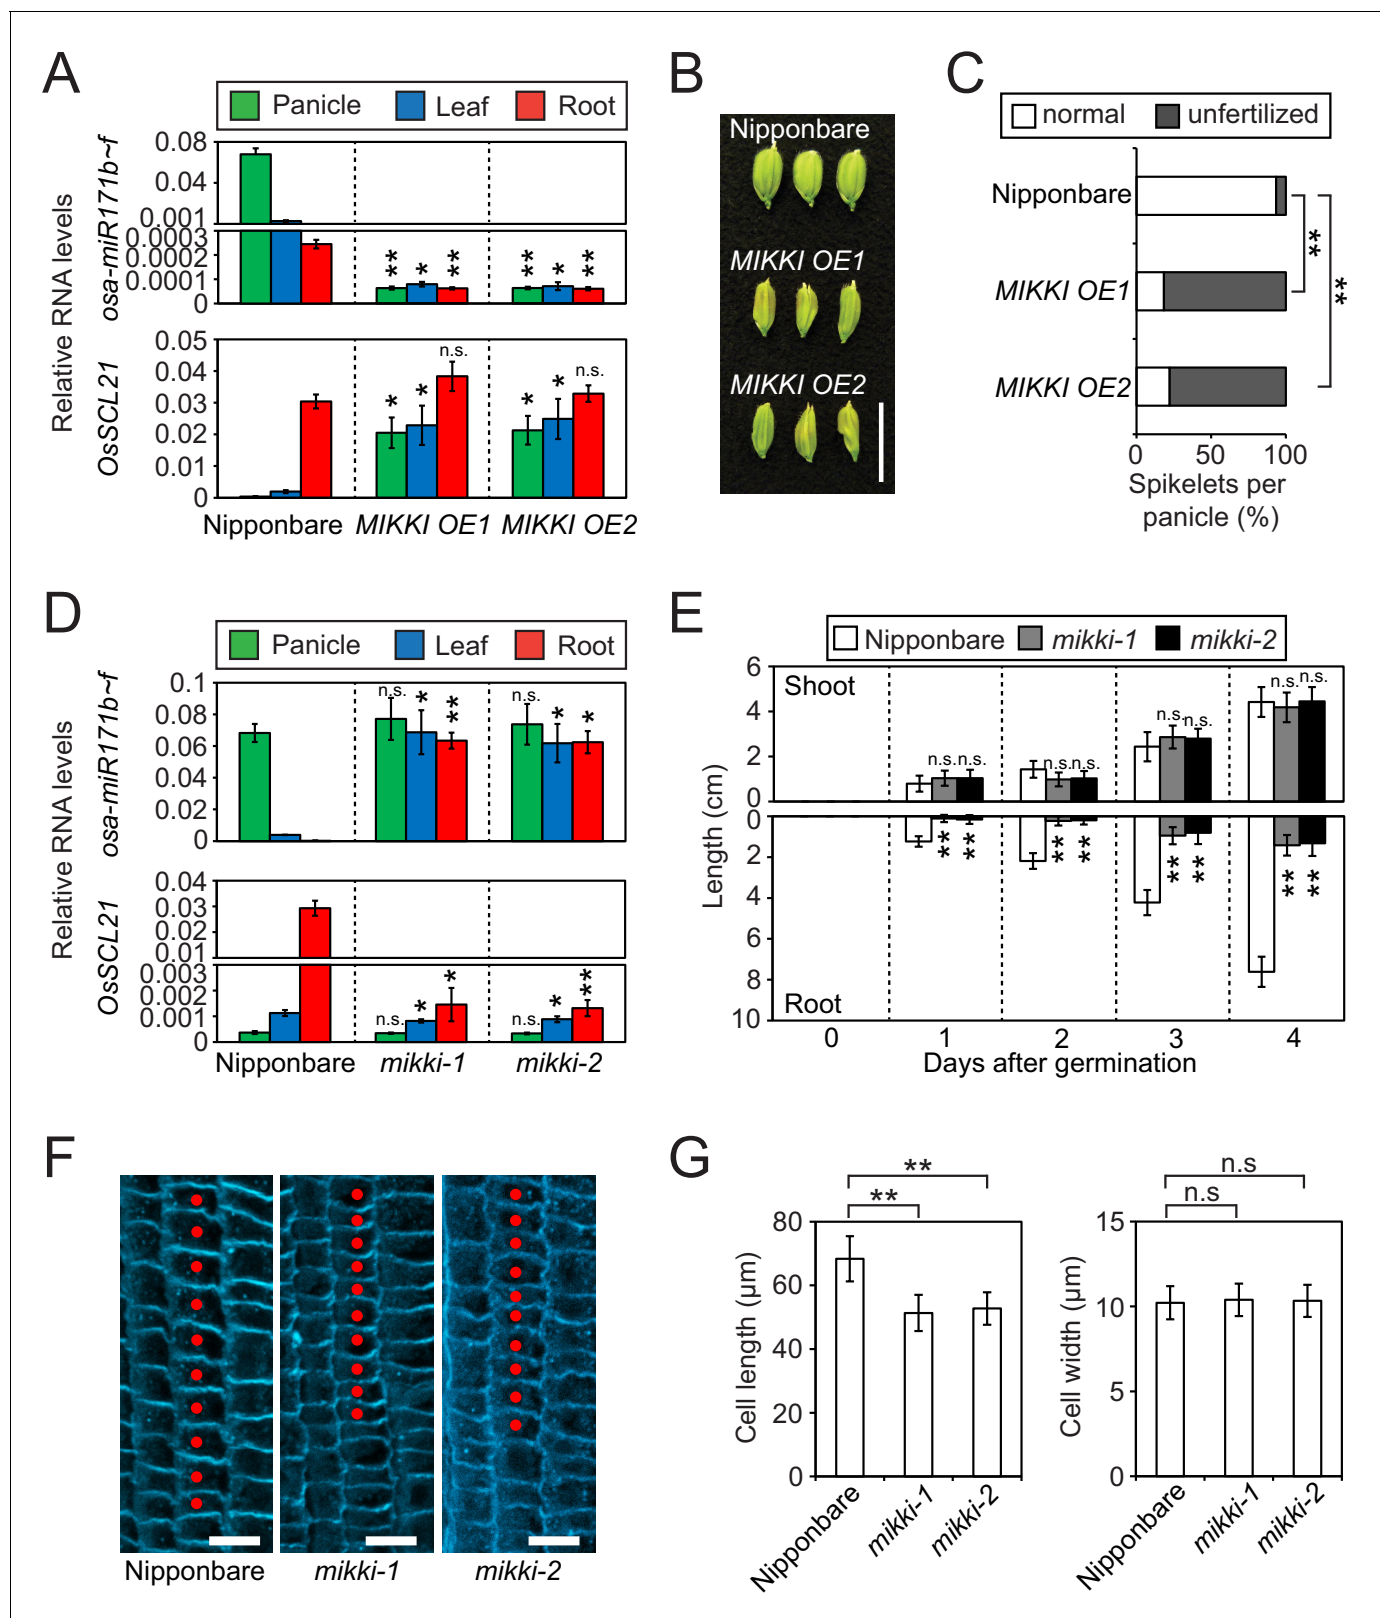 A
Panicle Leaf Root
Relative RNA levels
osa-miR171b~f
0.08
0.04
0.001
0.0003
0.0002
0.0001
0
** * ** ** * **
OsSCL21
0.05
0.04
0.03
0.02
0.01
0
* * n.s. * * n.s.
Nipponbare MIKKI OE1 MIKKI OE2
B
Nipponbare
MIKKI OE1
MIKKI OE2
C
normal unfertilized
Nipponbare
MIKKI OE1
MIKKI OE2
**
**
0 50 100
Spikelets per
panicle (%)
D
Panicle Leaf Root
Relative RNA levels
osa-miR171b~f
0.1
0.08
0.06
0.04
0.02
0
n.s. * ** n.s. * *
OsSCL21
0.04
0.03
0.02
0.01
0.003
0.002
0.001
0
n.s. * * n.s. * **
Nipponbare mikki-1 mikki-2
E
Nipponbare mikki-1 mikki-2
Length (cm)
Shoot
6
4
2
0
n.s. n.s. n.s. n.s. n.s. n.s. n.s. n.s.
0
2
4
6
8
10
** ** ** ** ** ** ** **
Root
0 1 2 3 4
Days after germination
F
Nipponbare mikki-1 mikki-2
G
Cell length (µm)
80
60
40
20
0
**
**
Nipponbare mikki-1 mikki-2
Cell width (µm)
15
10
5
0
n.s
n.s
Nipponbare mikki-1 mikki-2